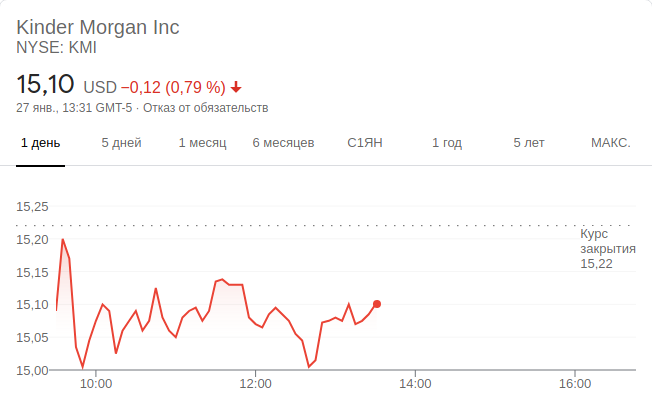 Kinder Morgan Inc
NYSE: KMI
15,10 USD −0,12 (0,79 %)
27 янв., 13:31 GMT-5 · Отказ от обязательств
1 день 5 дней 1 месяц 6 месяцев С1ЯН 1 год 5 лет МАКС.
15,25
15,20
15,15
15,10
15,05
15,00
Курс
закрытия
15,22
10:00 12:00 14:00 16:00